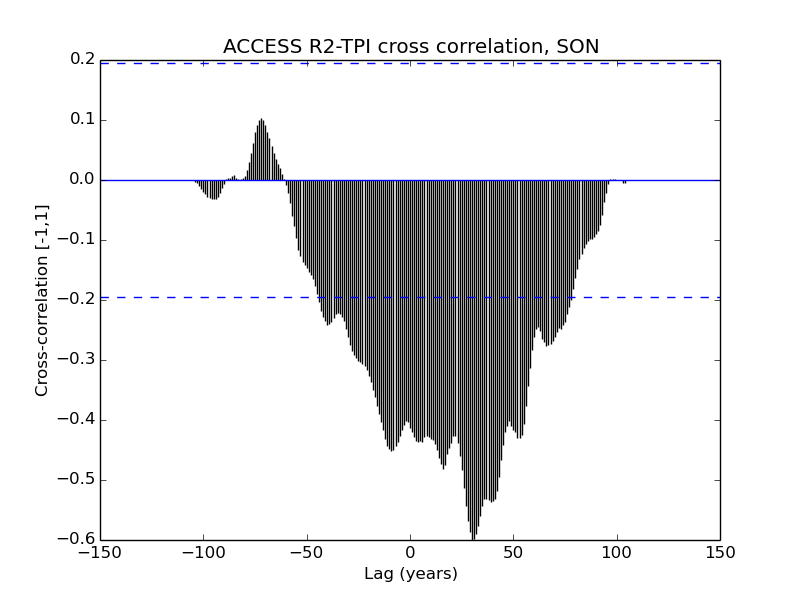 ACCESS R2-TPI cross correlation, SON
0.2
0.1
0.0
−0.1
−0.2
−0.3
−0.4
−0.5
−0.6
Cross-correlation [-1,1]
−150 −100 −50 0 50 100 150
Lag (years)